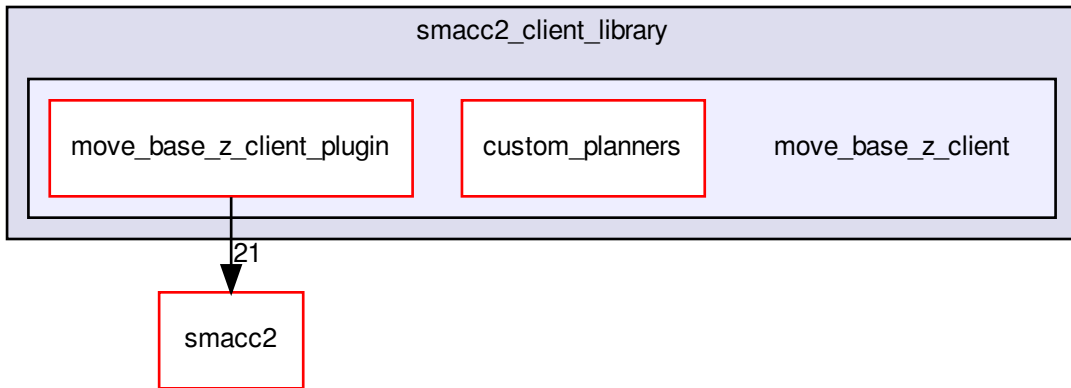 smacc2_client_library
move_base_z_client_plugin
custom_planners
move_base_z_client
21
smacc2